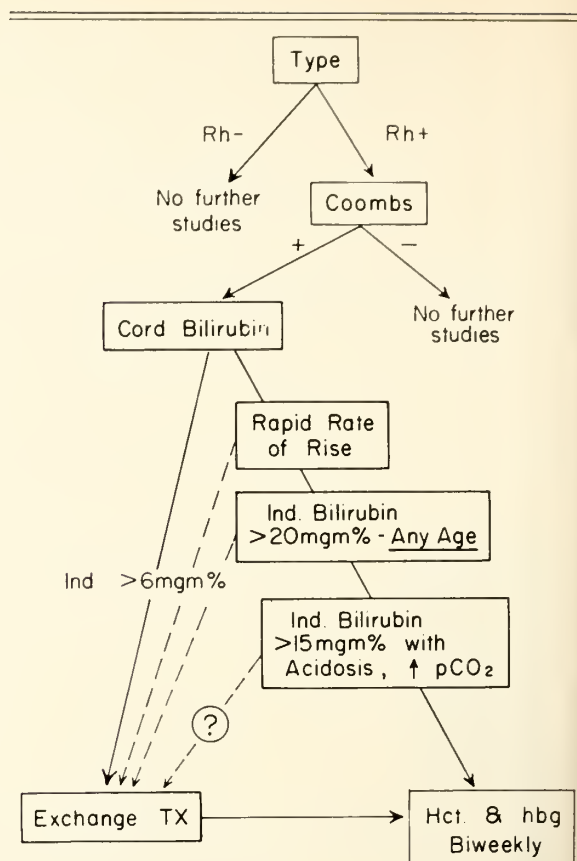 Type
Rh-
Rh+
No further
studies
Coombs
+
–
Cord Bilirubin
No further
studies
Rapid Rate
of Rise
Ind. Bilirubin
>20mgm% - Any Age
Ind >6mgm%
Ind. Bilirubin
>15mgm% with
Acidosis, ↑ pCO₂
?
Exchange TX
Hct. & hbg
Biweekly